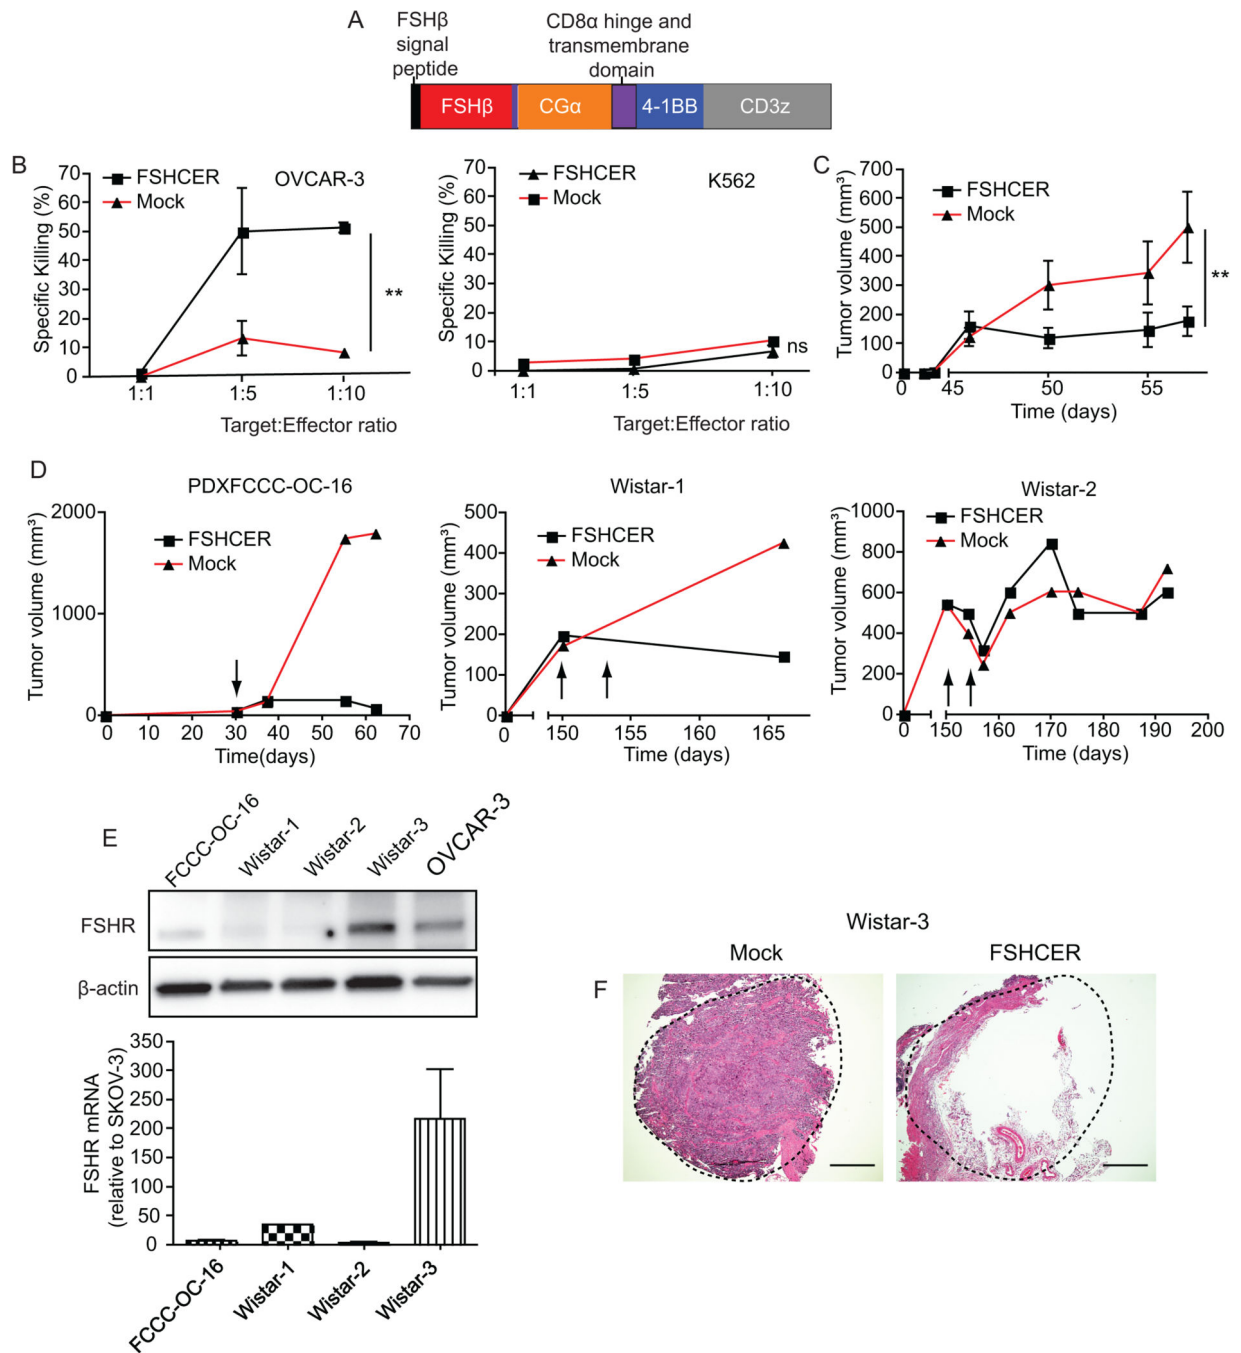 A
FSHβ
signal
peptide
CD8α hinge and
transmembrane
domain
FSHβ
CGα
4-1BB
CD3z
B
Specific Killing (%)
70
60
50
40
30
20
10
0
FSHCER
Mock
OVCAR-3
**
1:1
1:5
1:10
Target:Effector ratio
Specific Killing (%)
70
60
50
40
30
20
10
0
FSHCER
Mock
K562
ns
1:1
1:5
1:10
Target:Effector ratio
C
Tumor volume (mm³)
700
600
500
400
300
200
100
0
FSHCER
Mock
**
0
45
50
55
Time (days)
D
PDXFCCC-OC-16
Tumor volume (mm³)
2000
1000
0
FSHCER
Mock
0
10
20
30
40
50
60
70
Time(days)
Wistar-1
Tumor volume (mm³)
500
400
300
200
100
0
FSHCER
Mock
0
150
155
160
165
Time (days)
Wistar-2
Tumor volume (mm³)
1000
800
600
400
200
0
FSHCER
Mock
0
150
160
170
180
190
200
Time (days)
E
FCCC-OC-16
Wistar-1
Wistar-2
Wistar-3
OVCAR-3
FSHR
β-actin
FSHR mRNA
(relative to SKOV-3)
350
300
250
200
150
100
50
0
FCCC-OC-16
Wistar-1
Wistar-2
Wistar-3
F
Wistar-3
Mock
FSHCER